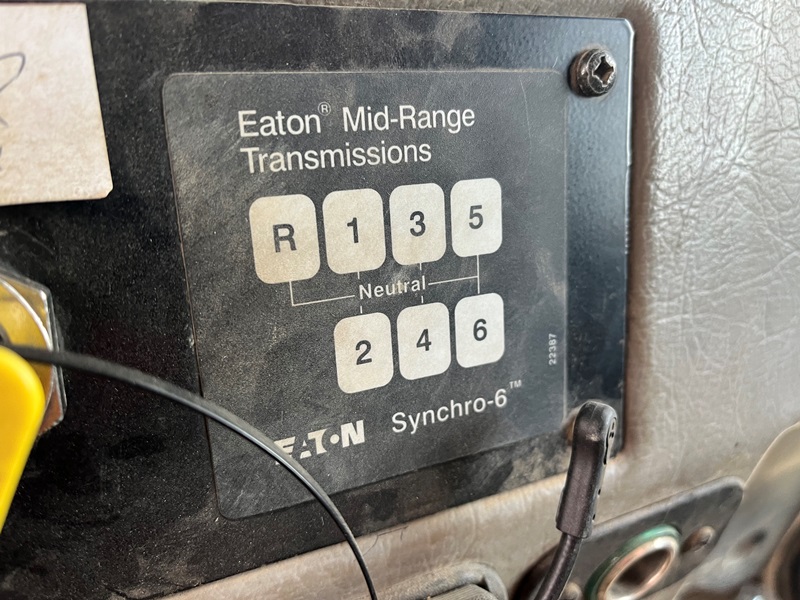 Eaton® Mid-Range
Transmissions
R 1 3 5
Neutral
2 4 6
22387
EATON Synchro-6™